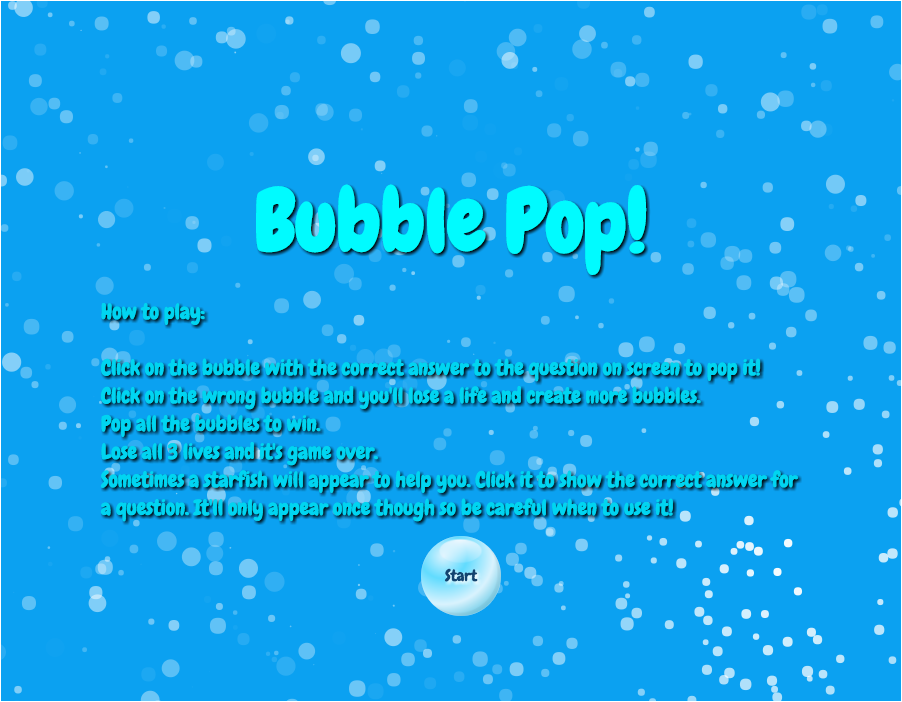 Bubble Pop!
How to play:
Click on the bubble with the correct answer to the question on screen to pop it!
Click on the wrong bubble and you'll lose a life and create more bubbles.
Pop all the bubbles to win.
Lose all 3 lives and it's game over.
Sometimes a starfish will appear to help you. Click it to show the correct answer for
a question. It'll only appear once though so be careful when to use it!
Start